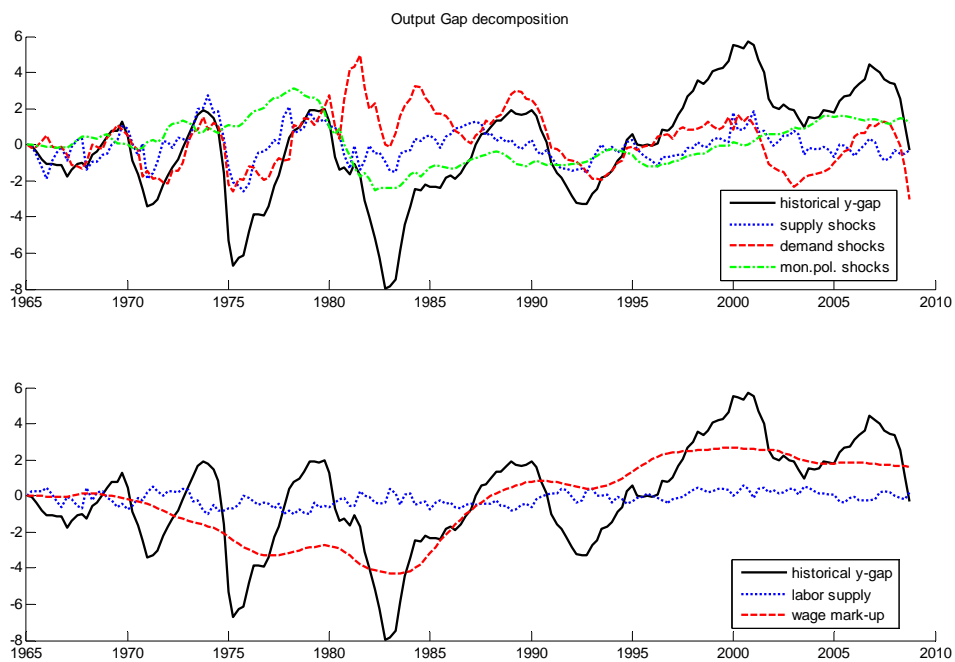 Output Gap decomposition
6
4
2
0
-2
-4
-6
-8
historical y-gap
supply shocks
demand shocks
mon.pol. shocks
1965 1970 1975 1980 1985 1990 1995 2000 2005 2010
6
4
2
0
-2
-4
-6
-8
historical y-gap
labor supply
wage mark-up
1965 1970 1975 1980 1985 1990 1995 2000 2005 2010